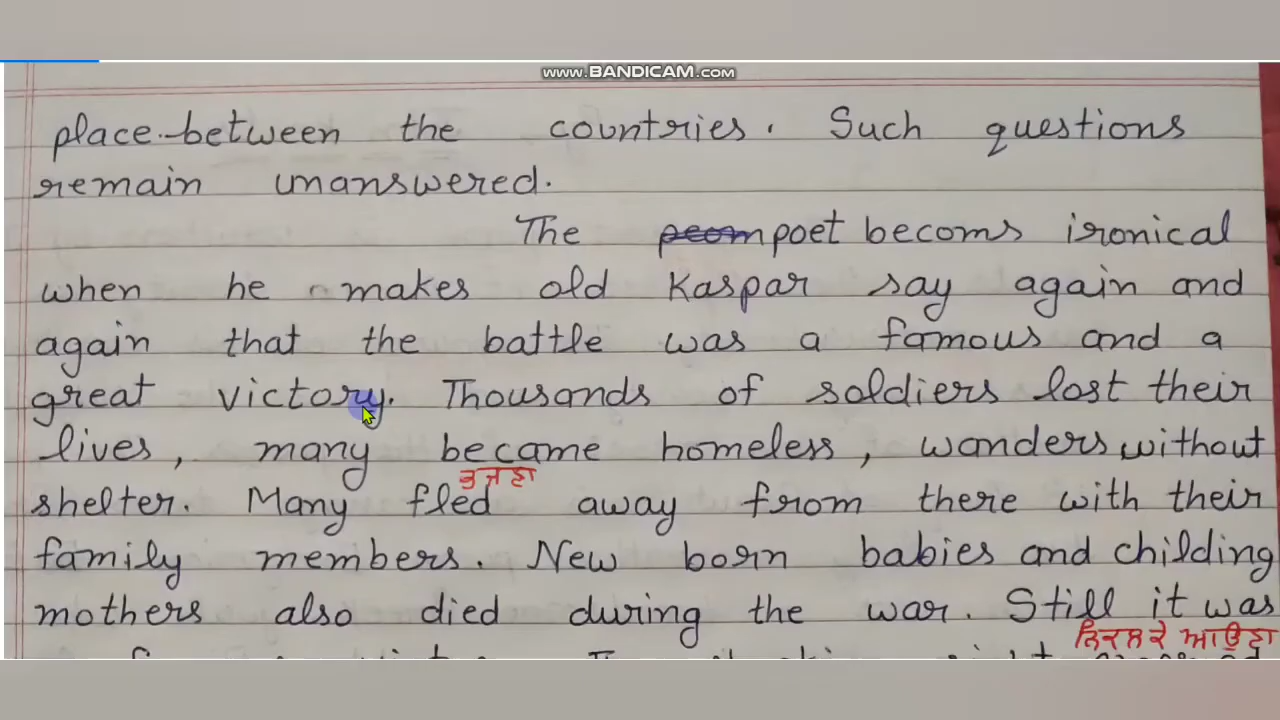 www.BANDICAM.com
place between the countries. Such questions
remain unanswered.
The peom poet becoms ironical
when he makes old Kaspar say again and
again that the battle was a famous and a
great victory. Thousands of soldiers lost their
lives, many became homeless, wanders without
ਭਜਣਾ
shelter. Many fled away from there with their
family members. New born babies and childing
mothers also died during the war. Still it was
ਨਿਕਲਕੇ ਆਉਣਾ